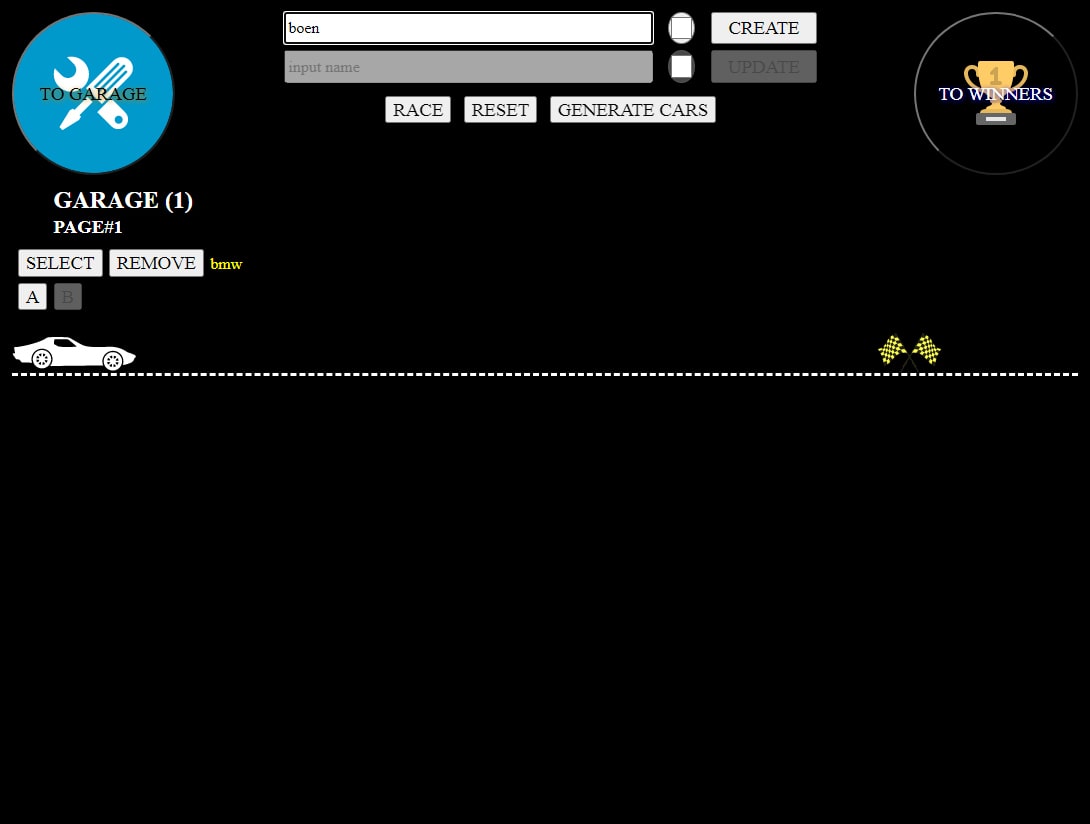 TO GARAGE
boen
CREATE
input name
UPDATE
RACE RESET GENERATE CARS
1
TO WINNERS
GARAGE (1)
PAGE#1
SELECT REMOVE bmw
A B